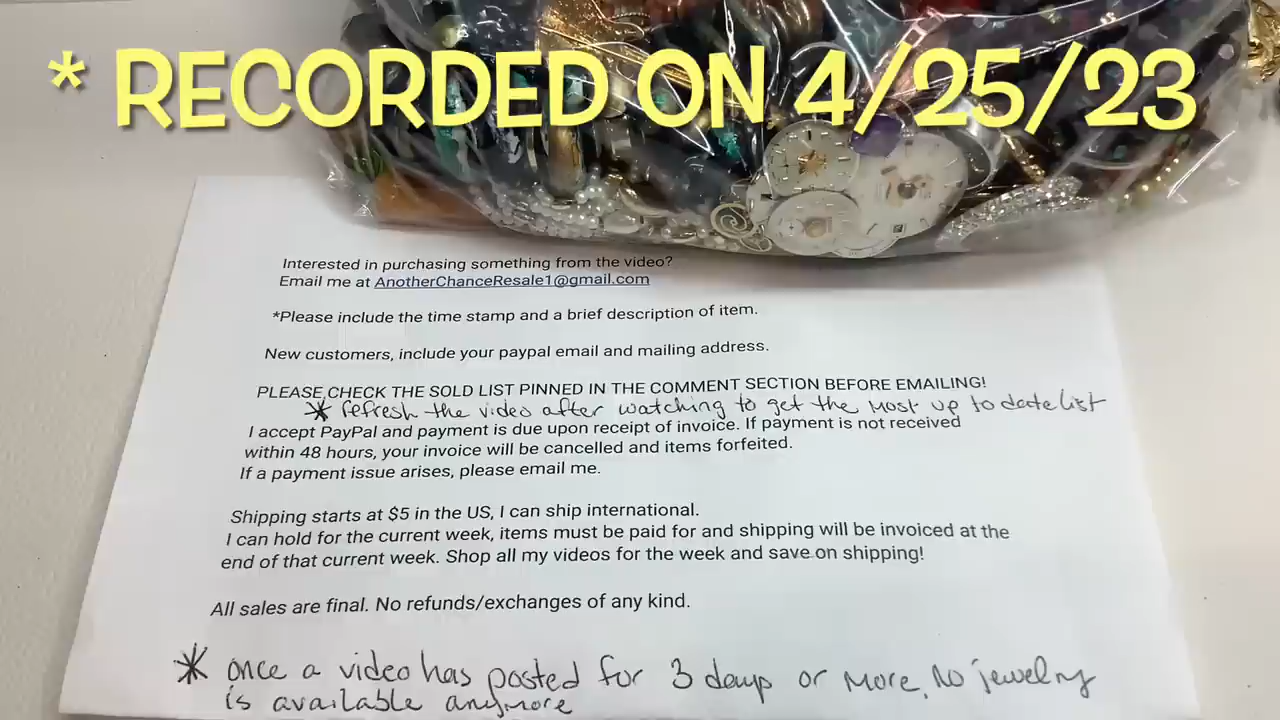 * RECORDED ON 4/25/23
Interested in purchasing something from the video?
Email me at AnotherChanceResale1@gmail.com
*Please include the time stamp and a brief description of item.
New customers, include your paypal email and mailing address.
PLEASE CHECK THE SOLD LIST PINNED IN THE COMMENT SECTION BEFORE EMAILING!
* refresh the video after watching to get the most up to date list
I accept PayPal and payment is due upon receipt of invoice. If payment is not received
within 48 hours, your invoice will be cancelled and items forfeited.
If a payment issue arises, please email me.
Shipping starts at $5 in the US, I can ship international.
I can hold for the current week, items must be paid for and shipping will be invoiced at the
end of that current week. Shop all my videos for the week and save on shipping!
All sales are final. No refunds/exchanges of any kind.
* once a video has posted for 3 days or more, no jewelry
is available anymore